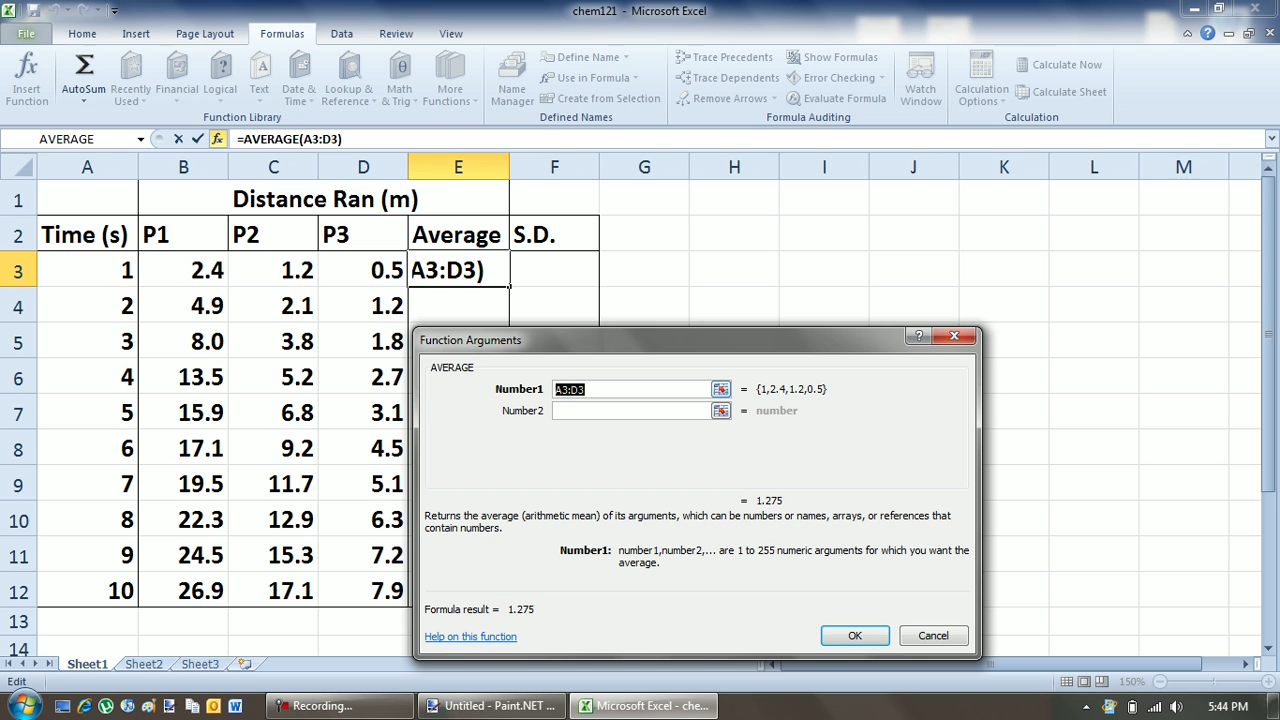 chem121 - Microsoft Excel
File Home Insert Page Layout Formulas Data Review View
Insert Function
AutoSum
Recently Used
Financial
Logical
Text
Date & Time
Lookup & Reference
Math & Trig
More Functions
Function Library
Name Manager
Define Name
Use in Formula
Create from Selection
Defined Names
Trace Precedents
Trace Dependents
Remove Arrows
Show Formulas
Error Checking
Evaluate Formula
Formula Auditing
Watch Window
Calculation Options
Calculate Now
Calculate Sheet
Calculation
AVERAGE =AVERAGE(A3:D3)
A B C D E F G H I J K L M
1 Distance Ran (m)
2 Time (s) P1 P2 P3 Average S.D.
3 1 2.4 1.2 0.5 A3:D3)
4 2 4.9 2.1 1.2
5 3 8.0 3.8 1.8
6 4 13.5 5.2 2.7
7 5 15.9 6.8 3.1
8 6 17.1 9.2 4.5
9 7 19.5 11.7 5.1
10 8 22.3 12.9 6.3
11 9 24.5 15.3 7.2
12 10 26.9 17.1 7.9
13
14
Function Arguments
AVERAGE
Number1 A3:D3 = {1,2.4,1.2,0.5}
Number2 = number
= 1.275
Returns the average (arithmetic mean) of its arguments, which can be numbers or names, arrays, or references that
contain numbers.
Number1: number1,number2,... are 1 to 255 numeric arguments for which you want the
average.
Formula result = 1.275
Help on this function
OK Cancel
Sheet1 Sheet2 Sheet3
Edit 150%
Recording... Untitled - Paint.NET ... Microsoft Excel - che... 5:44 PM